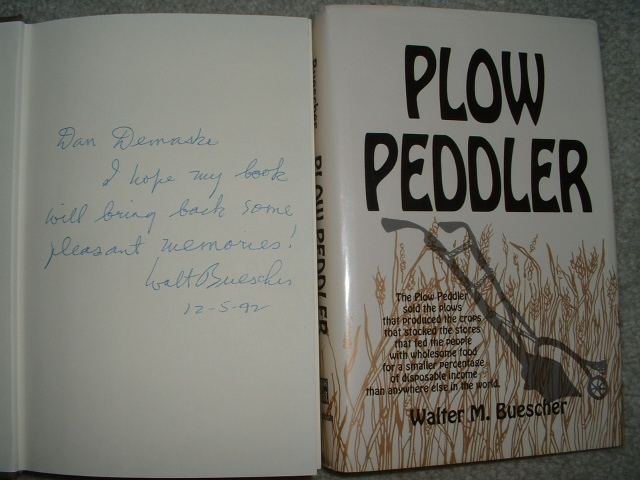 Dan Demaske
I hope my book
will bring back some
pleasant memories!
Walt Buescher
12-5-92
Buescher PLOW PEDDLER
PLOW
PEDDLER
The Plow Peddler
sold the plows
that produced the crops
that stocked the stores
that fed the people
with wholesome food
for a smaller percentage
of disposable income
than anywhere else in the world.
Walter M. Buescher